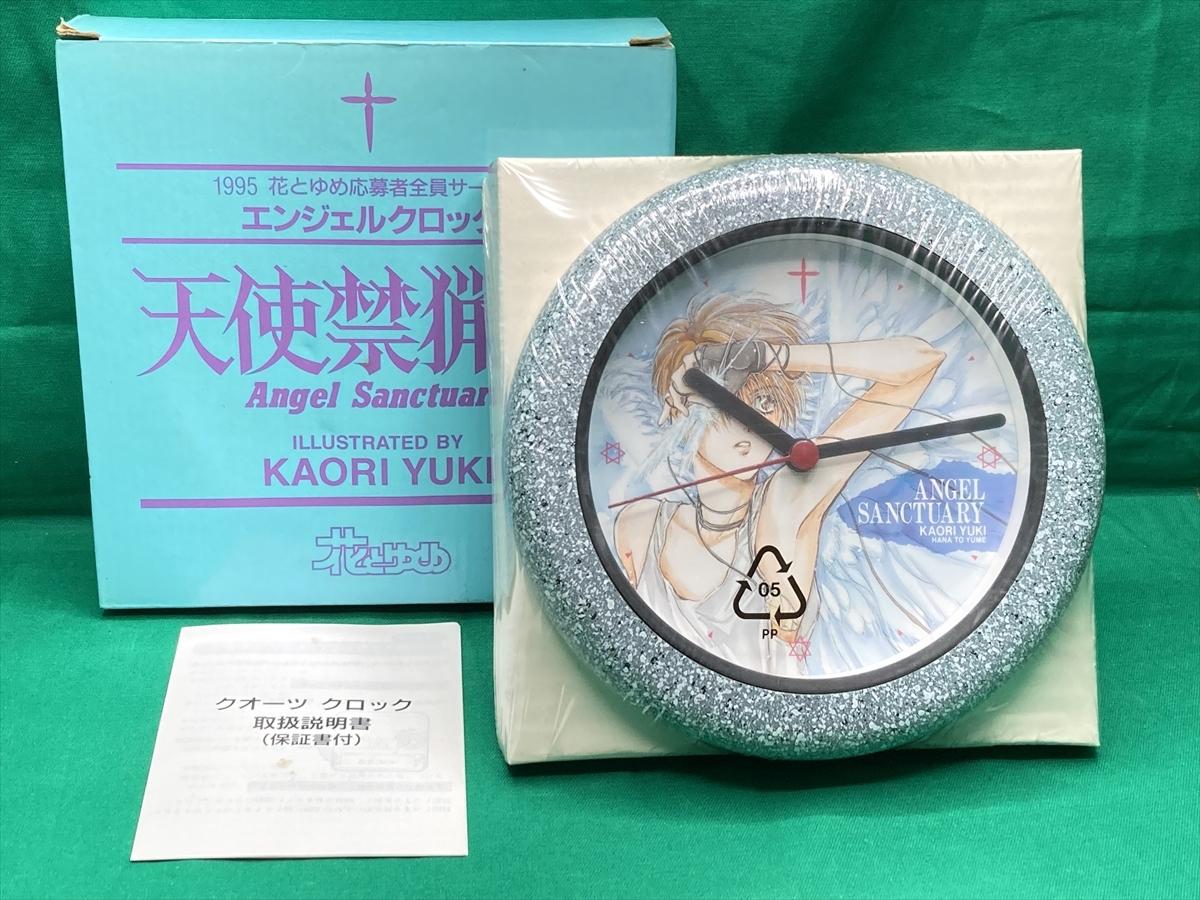 1995 花とゆめ応募者全員サー
エンジェルクロック
天使禁猟
Angel Sanctuar
ILLUSTRATED BY
KAORI YUKI
花とゆめ
ANGEL
SANCTUARY
KAORI YUKI
HANA TO YUME
05
PP
クオーツ クロック
取扱説明書
(保証書付)